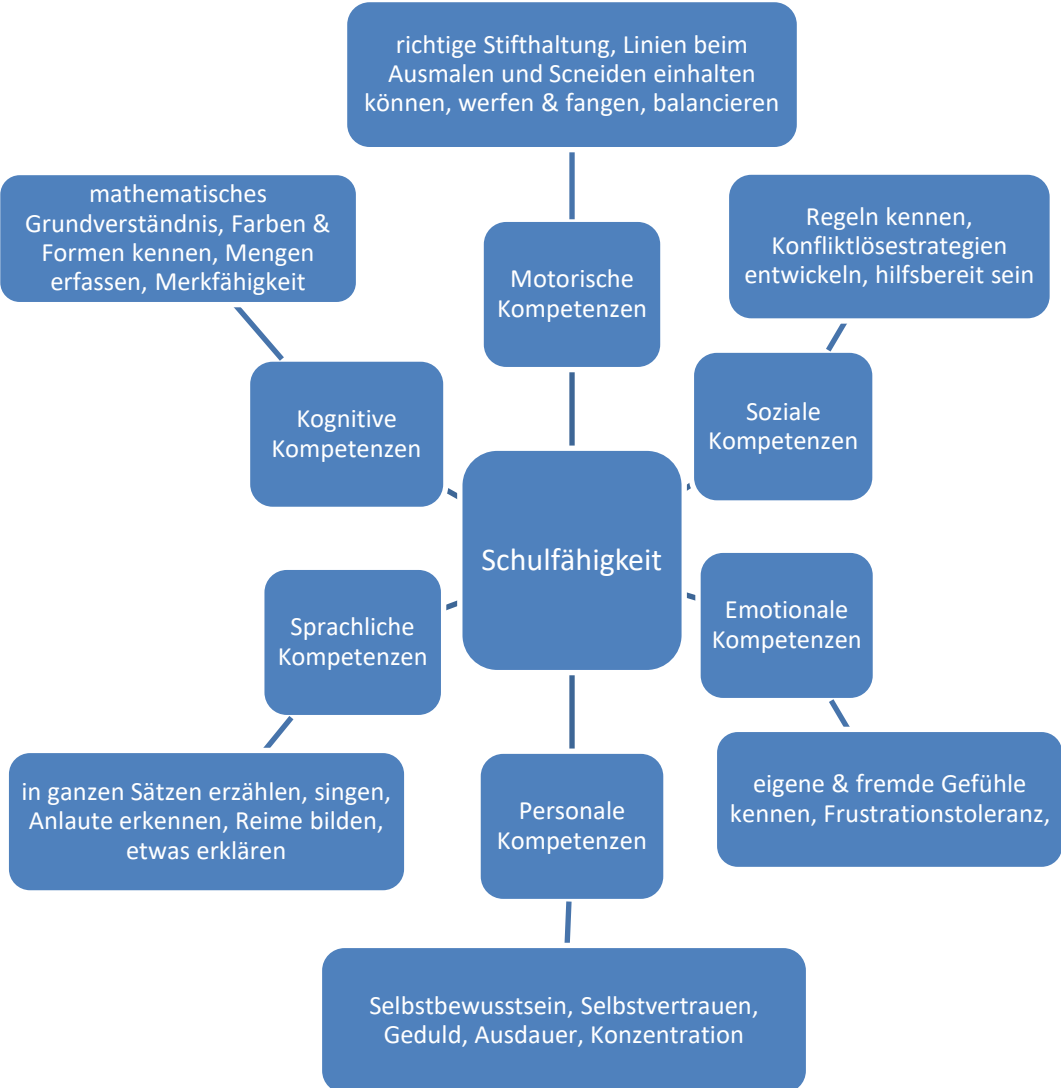 richtige Stifthaltung, Linien beim
Ausmalen und Scneiden einhalten
können, werfen & fangen, balancieren
mathematisches
Grundverständnis, Farben &
Formen kennen, Mengen
erfassen, Merkfähigkeit
Regeln kennen,
Konfliktlösestrategien
entwickeln, hilfsbereit sein
Motorische
Kompetenzen
Kognitive
Kompetenzen
Soziale
Kompetenzen
Schulfähigkeit
Sprachliche
Kompetenzen
Emotionale
Kompetenzen
in ganzen Sätzen erzählen, singen,
Anlaute erkennen, Reime bilden,
etwas erklären
Personale
Kompetenzen
eigene & fremde Gefühle
kennen, Frustrationstoleranz,
Selbstbewusstsein, Selbstvertrauen,
Geduld, Ausdauer, Konzentration